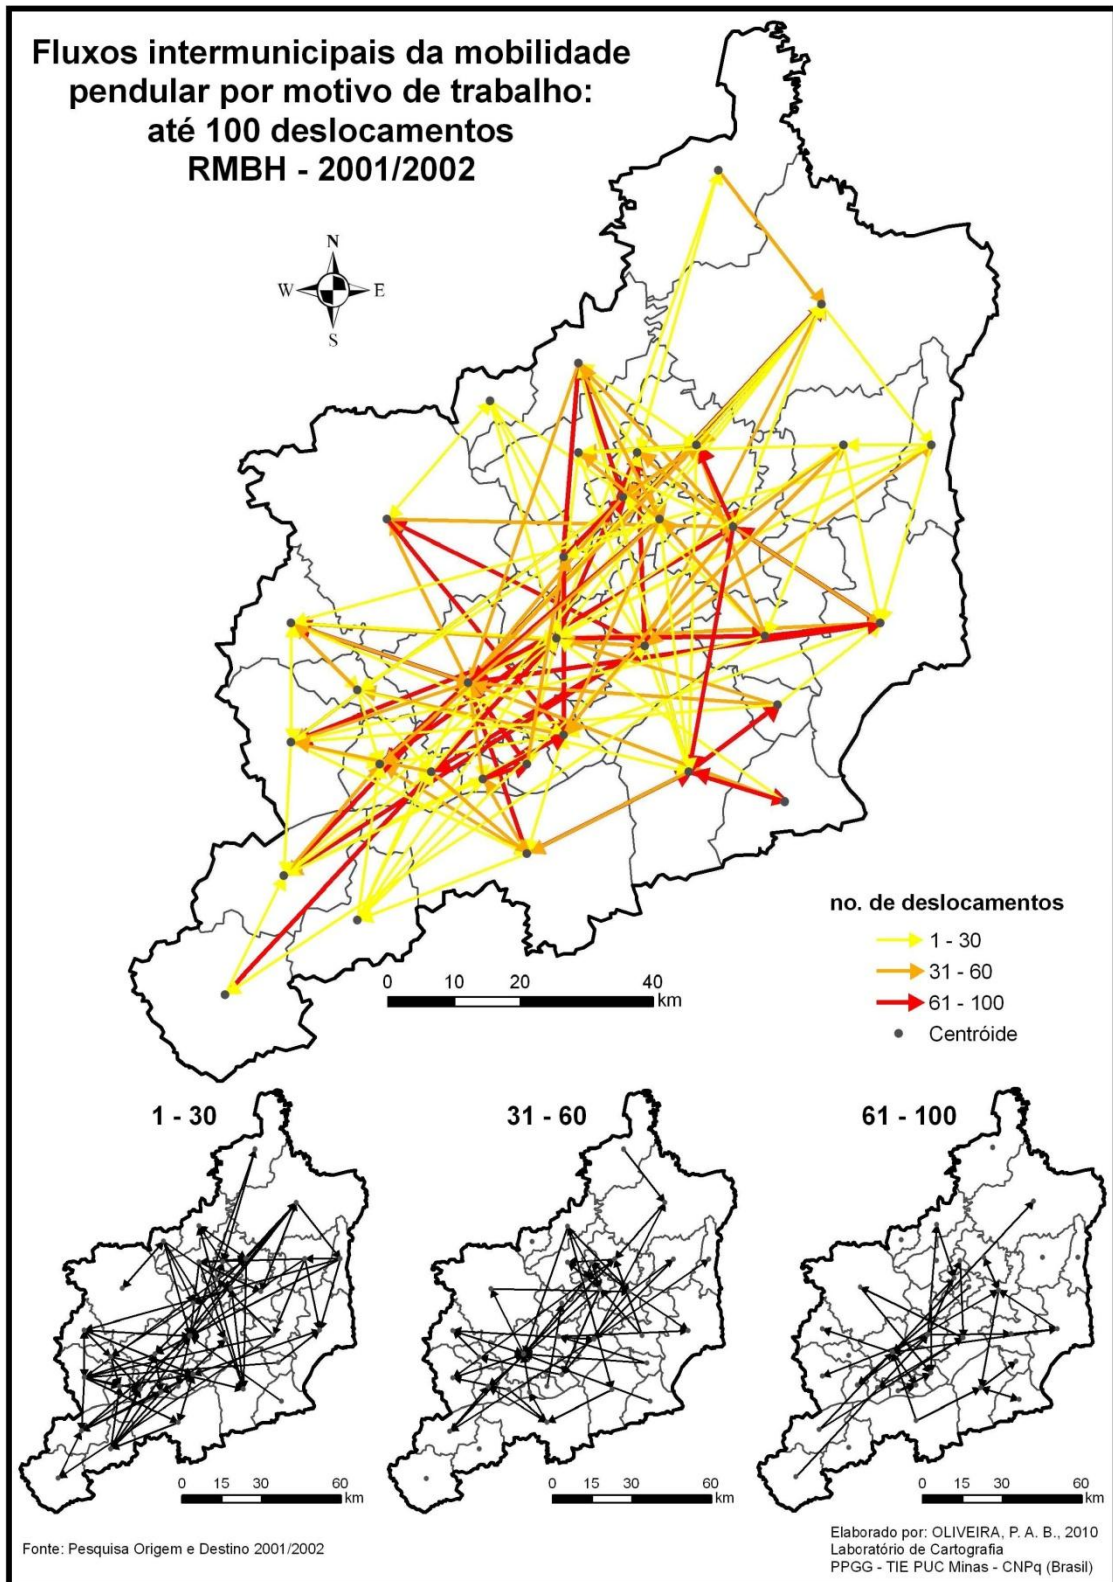 Fluxos intermunicipais da mobilidade
pendular por motivo de trabalho:
até 100 deslocamentos
RMBH - 2001/2002
N
W E
S
no. de deslocamentos
1 - 30
31 - 60
61 - 100
Centróide
0 10 20 40
km
1 - 30
31 - 60
61 - 100
0 15 30 60
km
0 15 30 60
km
0 15 30 60
km
Fonte: Pesquisa Origem e Destino 2001/2002
Elaborado por: OLIVEIRA, P. A. B., 2010
Laboratório de Cartografia
PPGG - TIE PUC Minas - CNPq (Brasil)